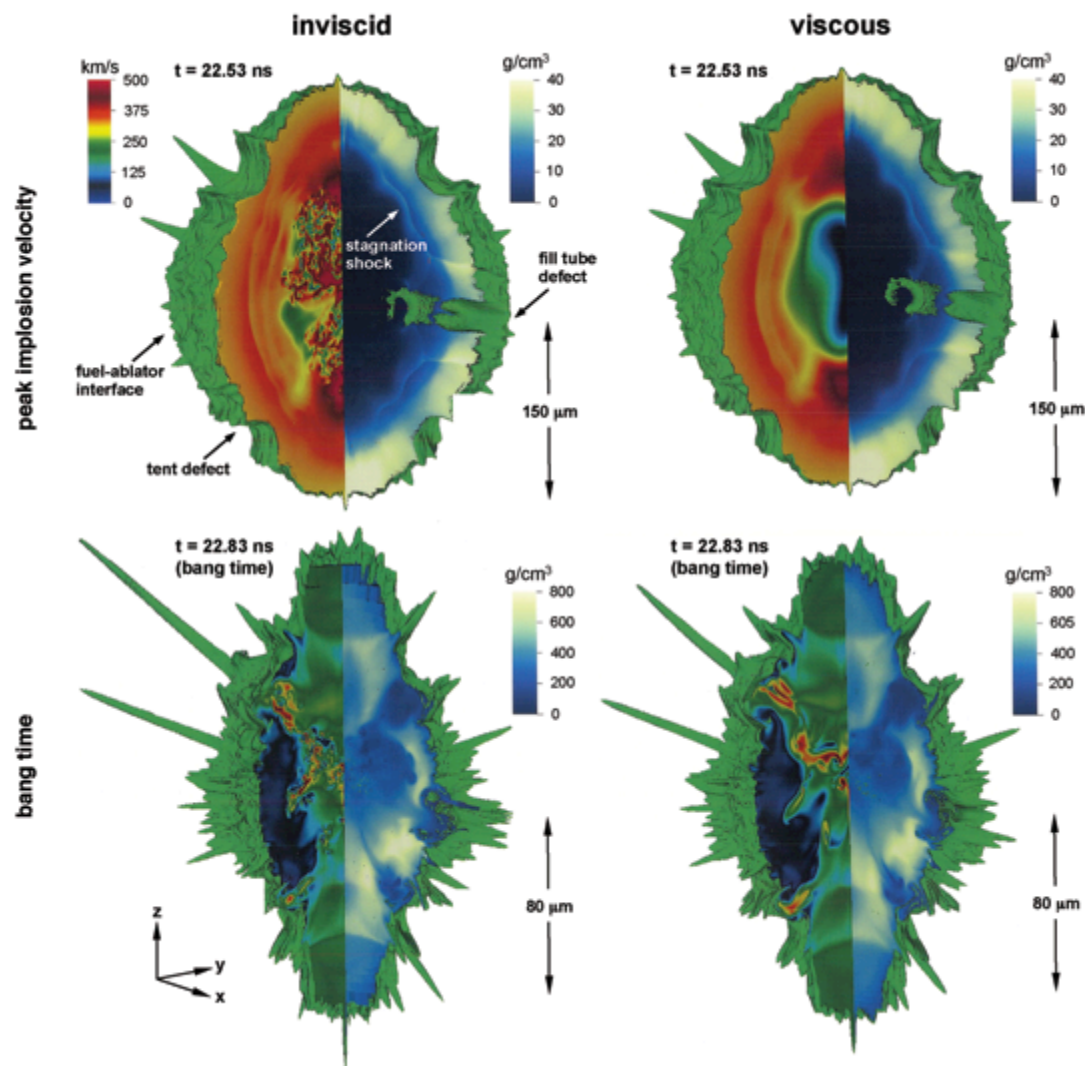 inviscid
viscous
peak implosion velocity
km/s
500
375
250
125
0
t = 22.53 ns
g/cm³
40
30
20
10
0
stagnation
shock
fill tube
defect
fuel-ablator
interface
tent defect
150 µm
t = 22.53 ns
g/cm³
40
30
20
10
0
150 µm
bang time
t = 22.83 ns
(bang time)
g/cm³
800
600
400
200
0
80 µm
z
y
x
t = 22.83 ns
(bang time)
g/cm³
800
605
400
200
0
80 µm